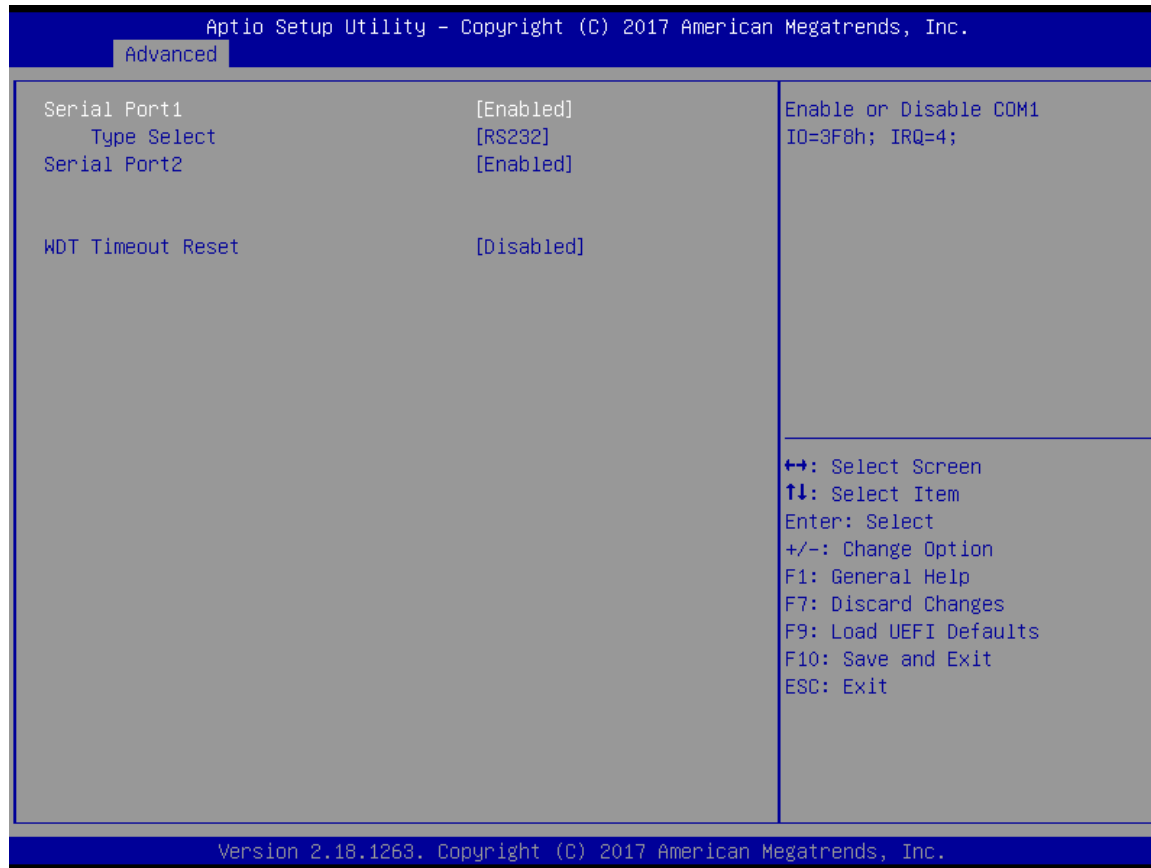 Aptio Setup Utility – Copyright (C) 2017 American Megatrends, Inc.
Advanced
Serial Port1 [Enabled]
Type Select [RS232]
Serial Port2 [Enabled]
WDT Timeout Reset [Disabled]
Enable or Disable COM1
IO=3F8h; IRQ=4;
↔: Select Screen
↑↓: Select Item
Enter: Select
+/-: Change Option
F1: General Help
F7: Discard Changes
F9: Load UEFI Defaults
F10: Save and Exit
ESC: Exit
Version 2.18.1263. Copyright (C) 2017 American Megatrends, Inc.